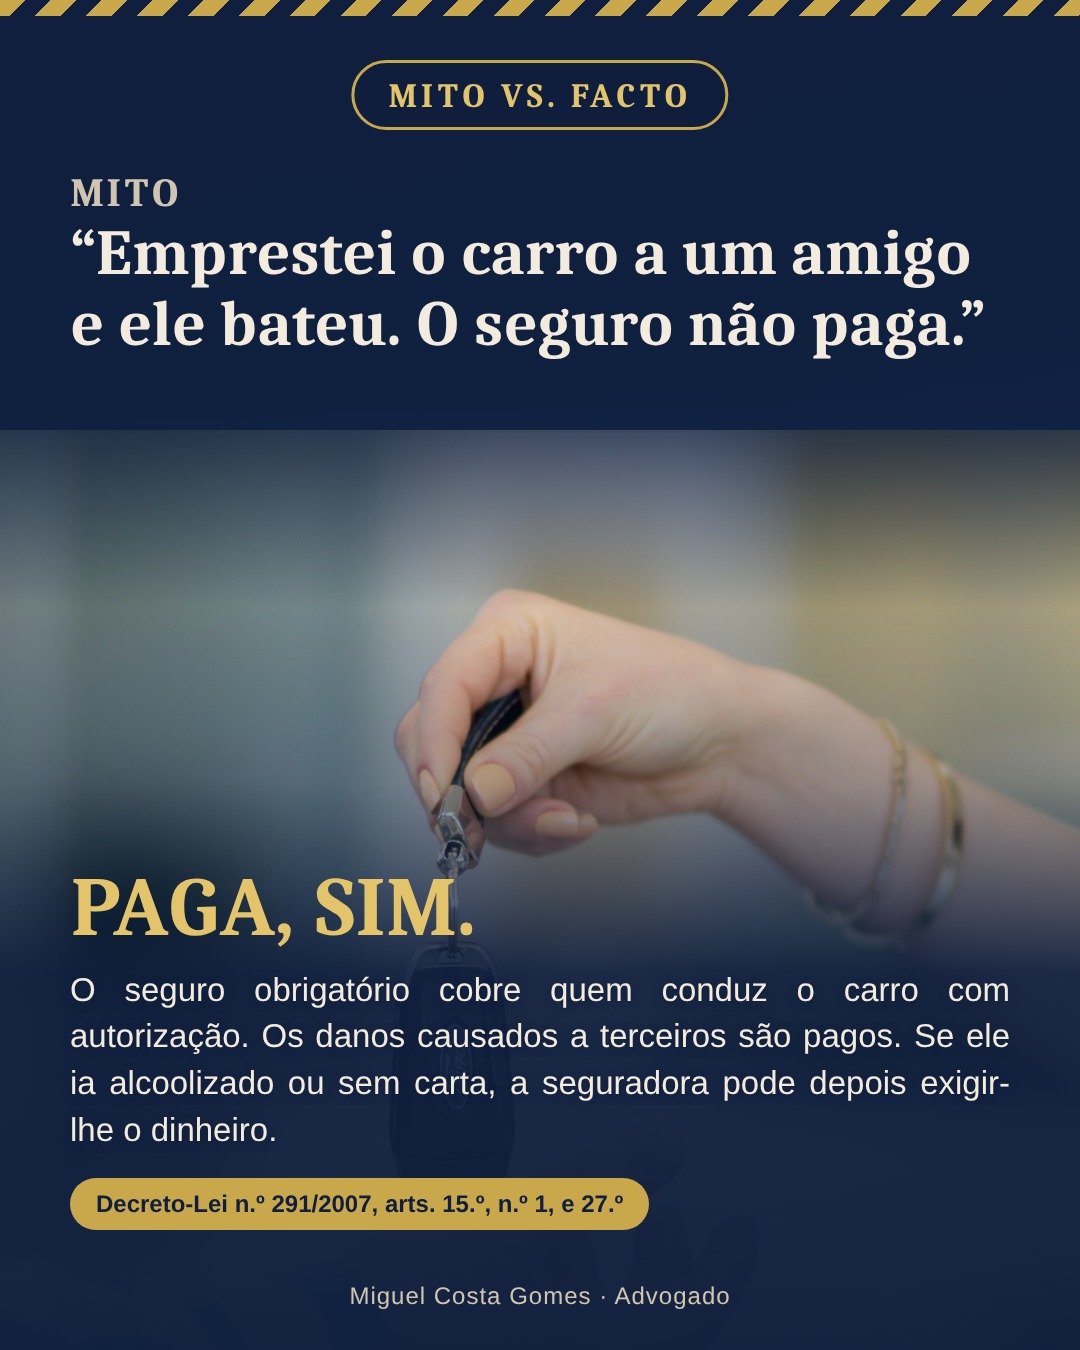 MITO VS. FACTO
MITO
“Emprestei o carro a um amigo
e ele bateu. O seguro não paga.”
PAGA, SIM.
O seguro obrigatório cobre quem conduz o carro com
autorização. Os danos causados a terceiros são pagos. Se ele
ia alcoolizado ou sem carta, a seguradora pode depois exigir-
lhe o dinheiro.
Decreto-Lei n.º 291/2007, arts. 15.º, n.º 1, e 27.º
Miguel Costa Gomes · Advogado